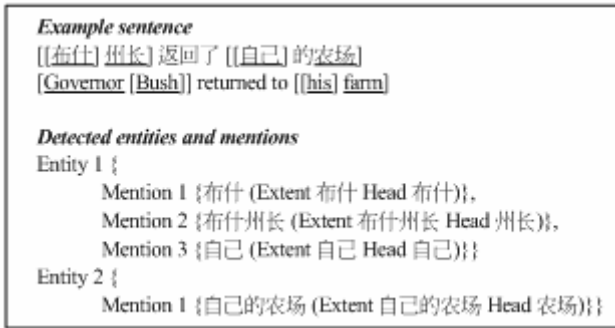 Example sentence
[[布什] 州长] 返回了 [[自己] 的农场]
[Governor [Bush]] returned to [[his] farm]
Detected entities and mentions
Entity 1 {
Mention 1 {布什 (Extent 布什 Head 布什)},
Mention 2 {布什州长 (Extent 布什州长 Head 州长)},
Mention 3 {自己 (Extent 自己 Head 自己)}}
Entity 2 {
Mention 1 {自己的农场 (Extent 自己的农场 Head 农场)}}